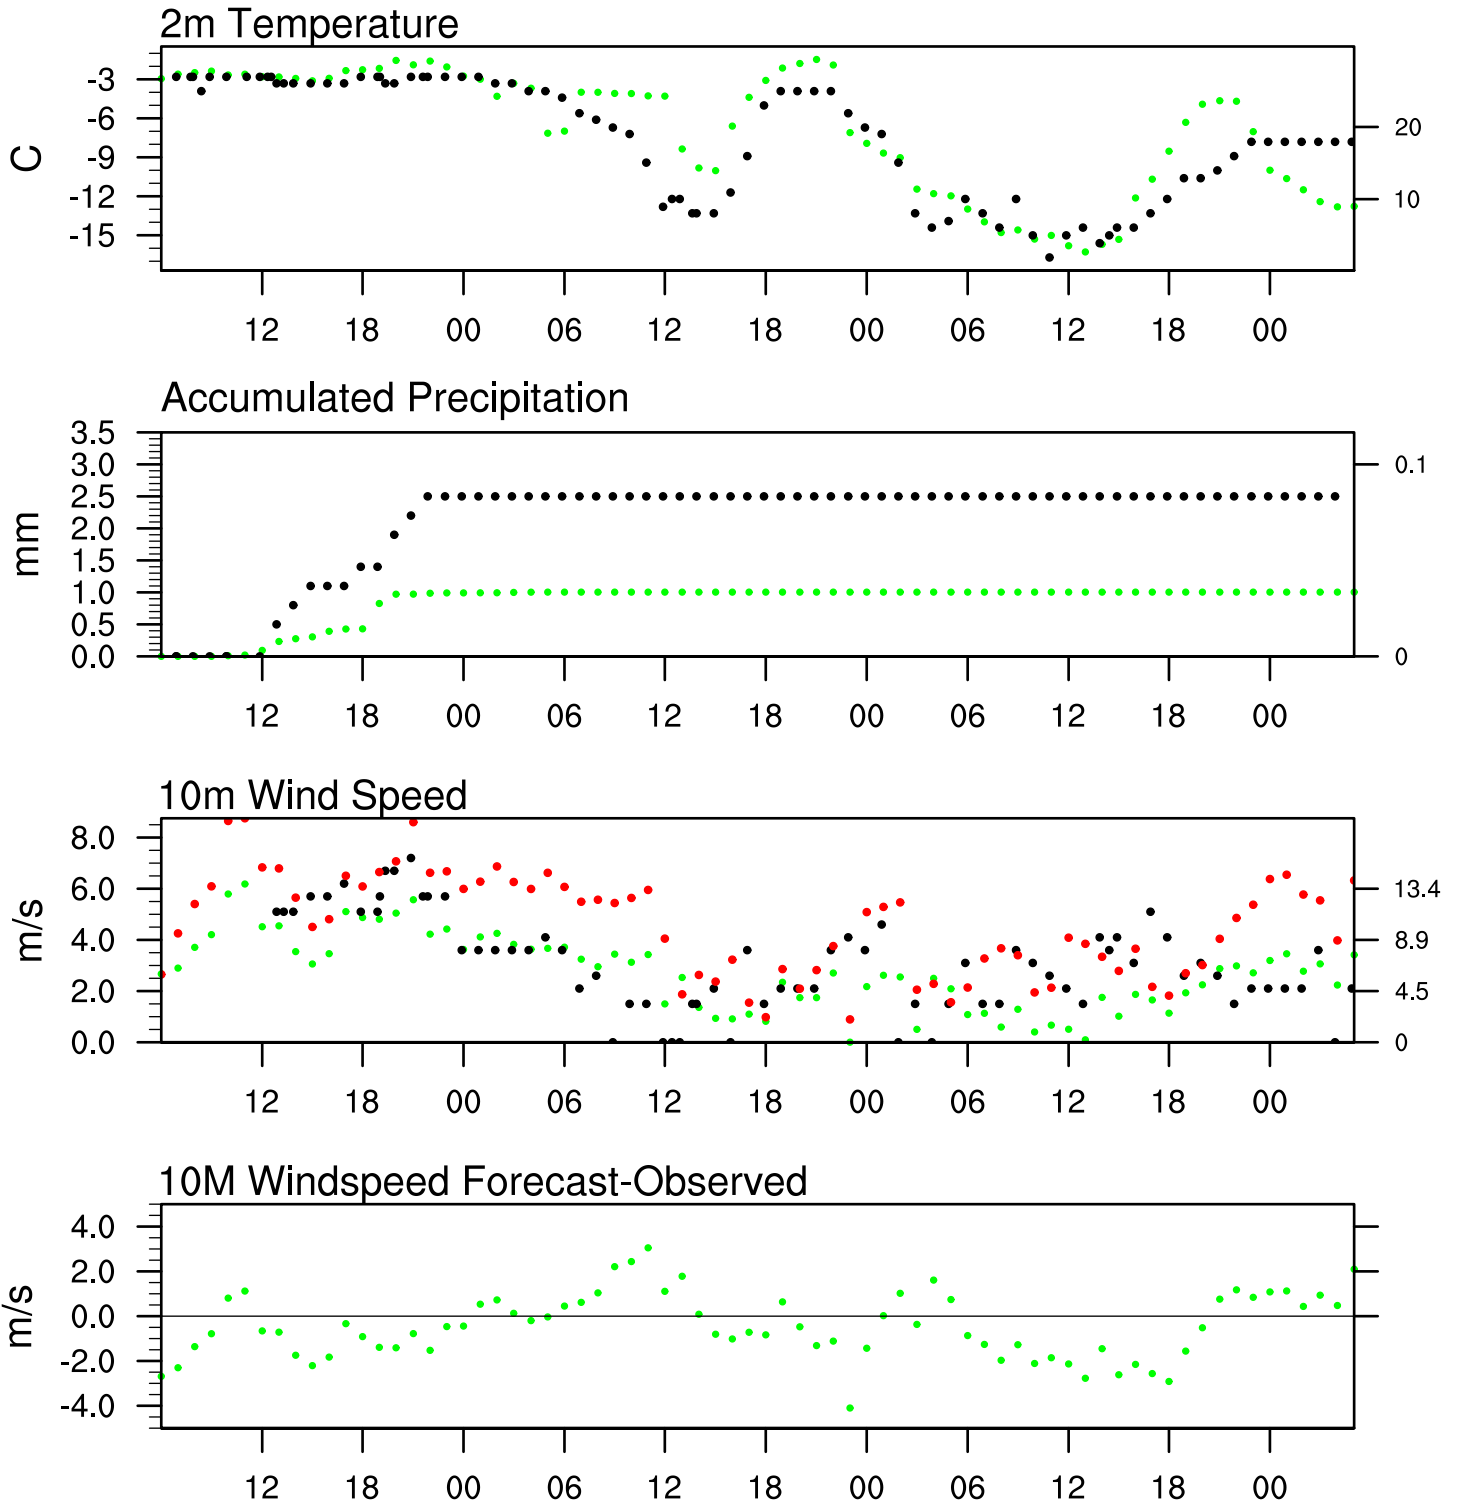 2m Temperature
C
-3
-6
-9
-12
-15
20
10
12 18 00 06 12 18 00 06 12 18 00
Accumulated Precipitation
mm
3.5
3.0
2.5
2.0
1.5
1.0
0.5
0.0
0.1
0
12 18 00 06 12 18 00 06 12 18 00
10m Wind Speed
m/s
8.0
6.0
4.0
2.0
0.0
13.4
8.9
4.5
0
12 18 00 06 12 18 00 06 12 18 00
10M Windspeed Forecast-Observed
m/s
4.0
2.0
0.0
-2.0
-4.0
12 18 00 06 12 18 00 06 12 18 00